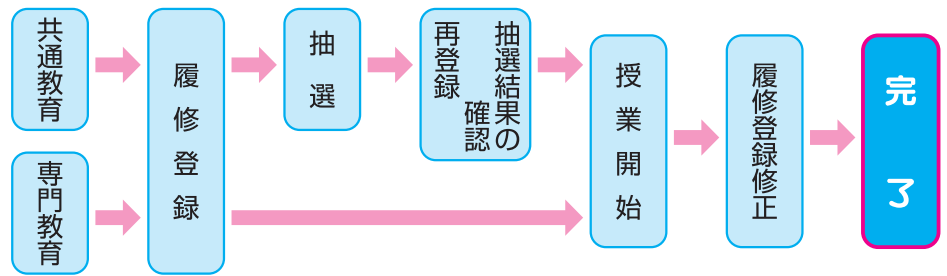 共通教育
専門教育
履修登録
抽選
抽選結果の
確認
再登録
授業開始
履修登録修正
完了